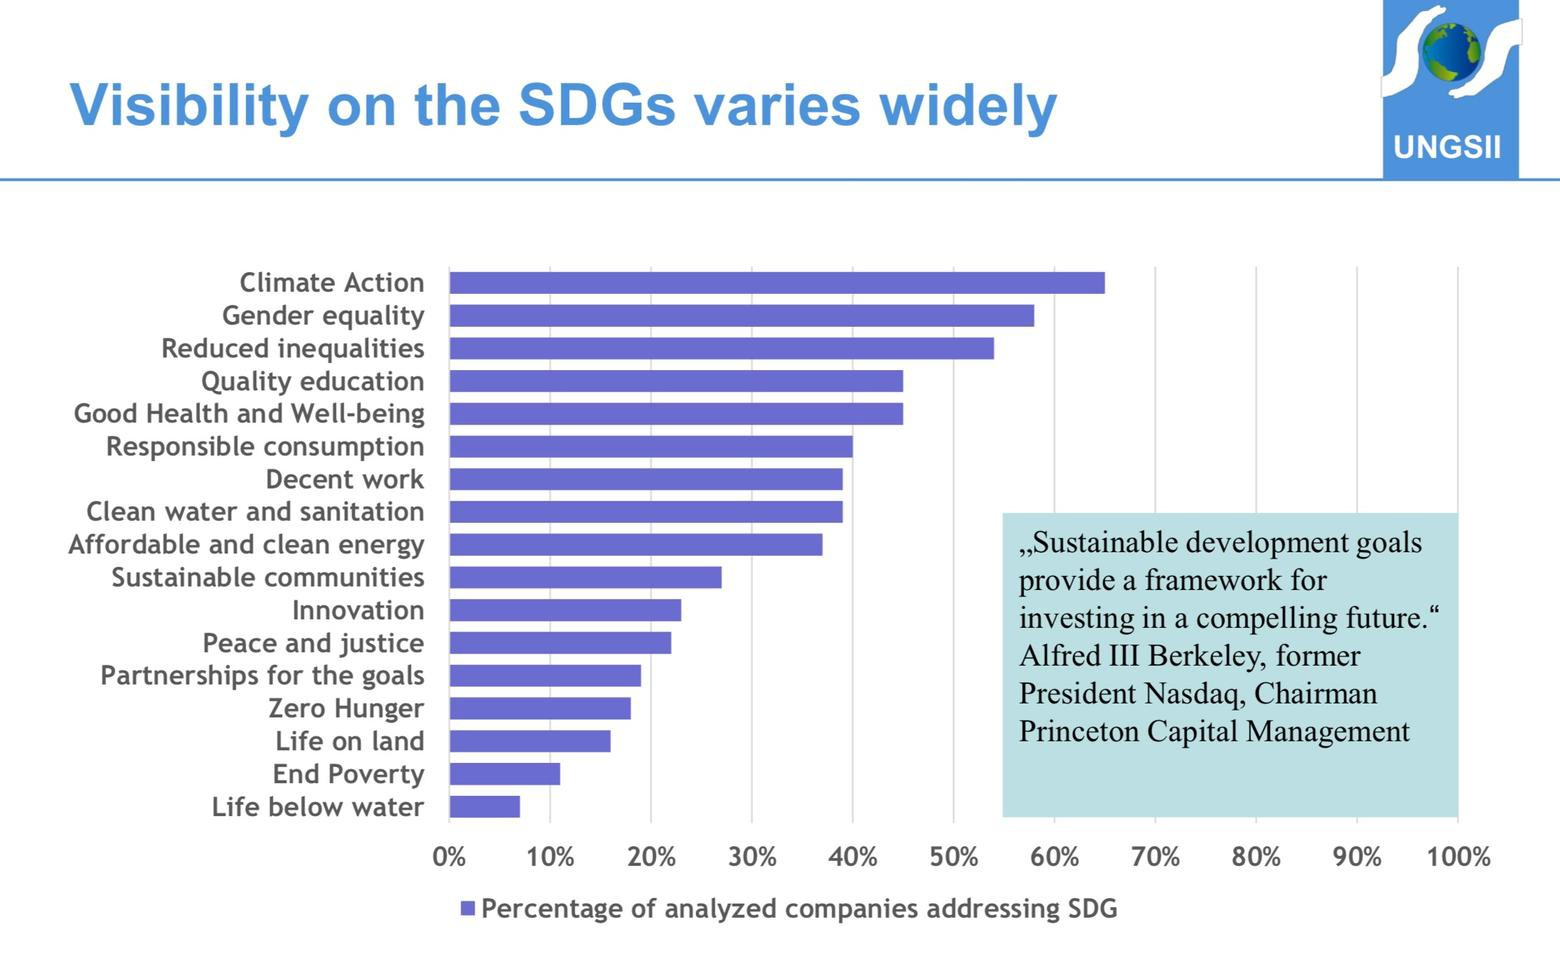 Visibility on the SDGs varies widely
UNGSII
Climate Action
Gender equality
Reduced inequalities
Quality education
Good Health and Well-being
Responsible consumption
Decent work
Clean water and sanitation
Affordable and clean energy
Sustainable communities
Innovation
Peace and justice
Partnerships for the goals
Zero Hunger
Life on land
End Poverty
Life below water
„Sustainable development goals
provide a framework for
investing in a compelling future.“
Alfred III Berkeley, former
President Nasdaq, Chairman
Princeton Capital Management
0% 10% 20% 30% 40% 50% 60% 70% 80% 90% 100%
Percentage of analyzed companies addressing SDG